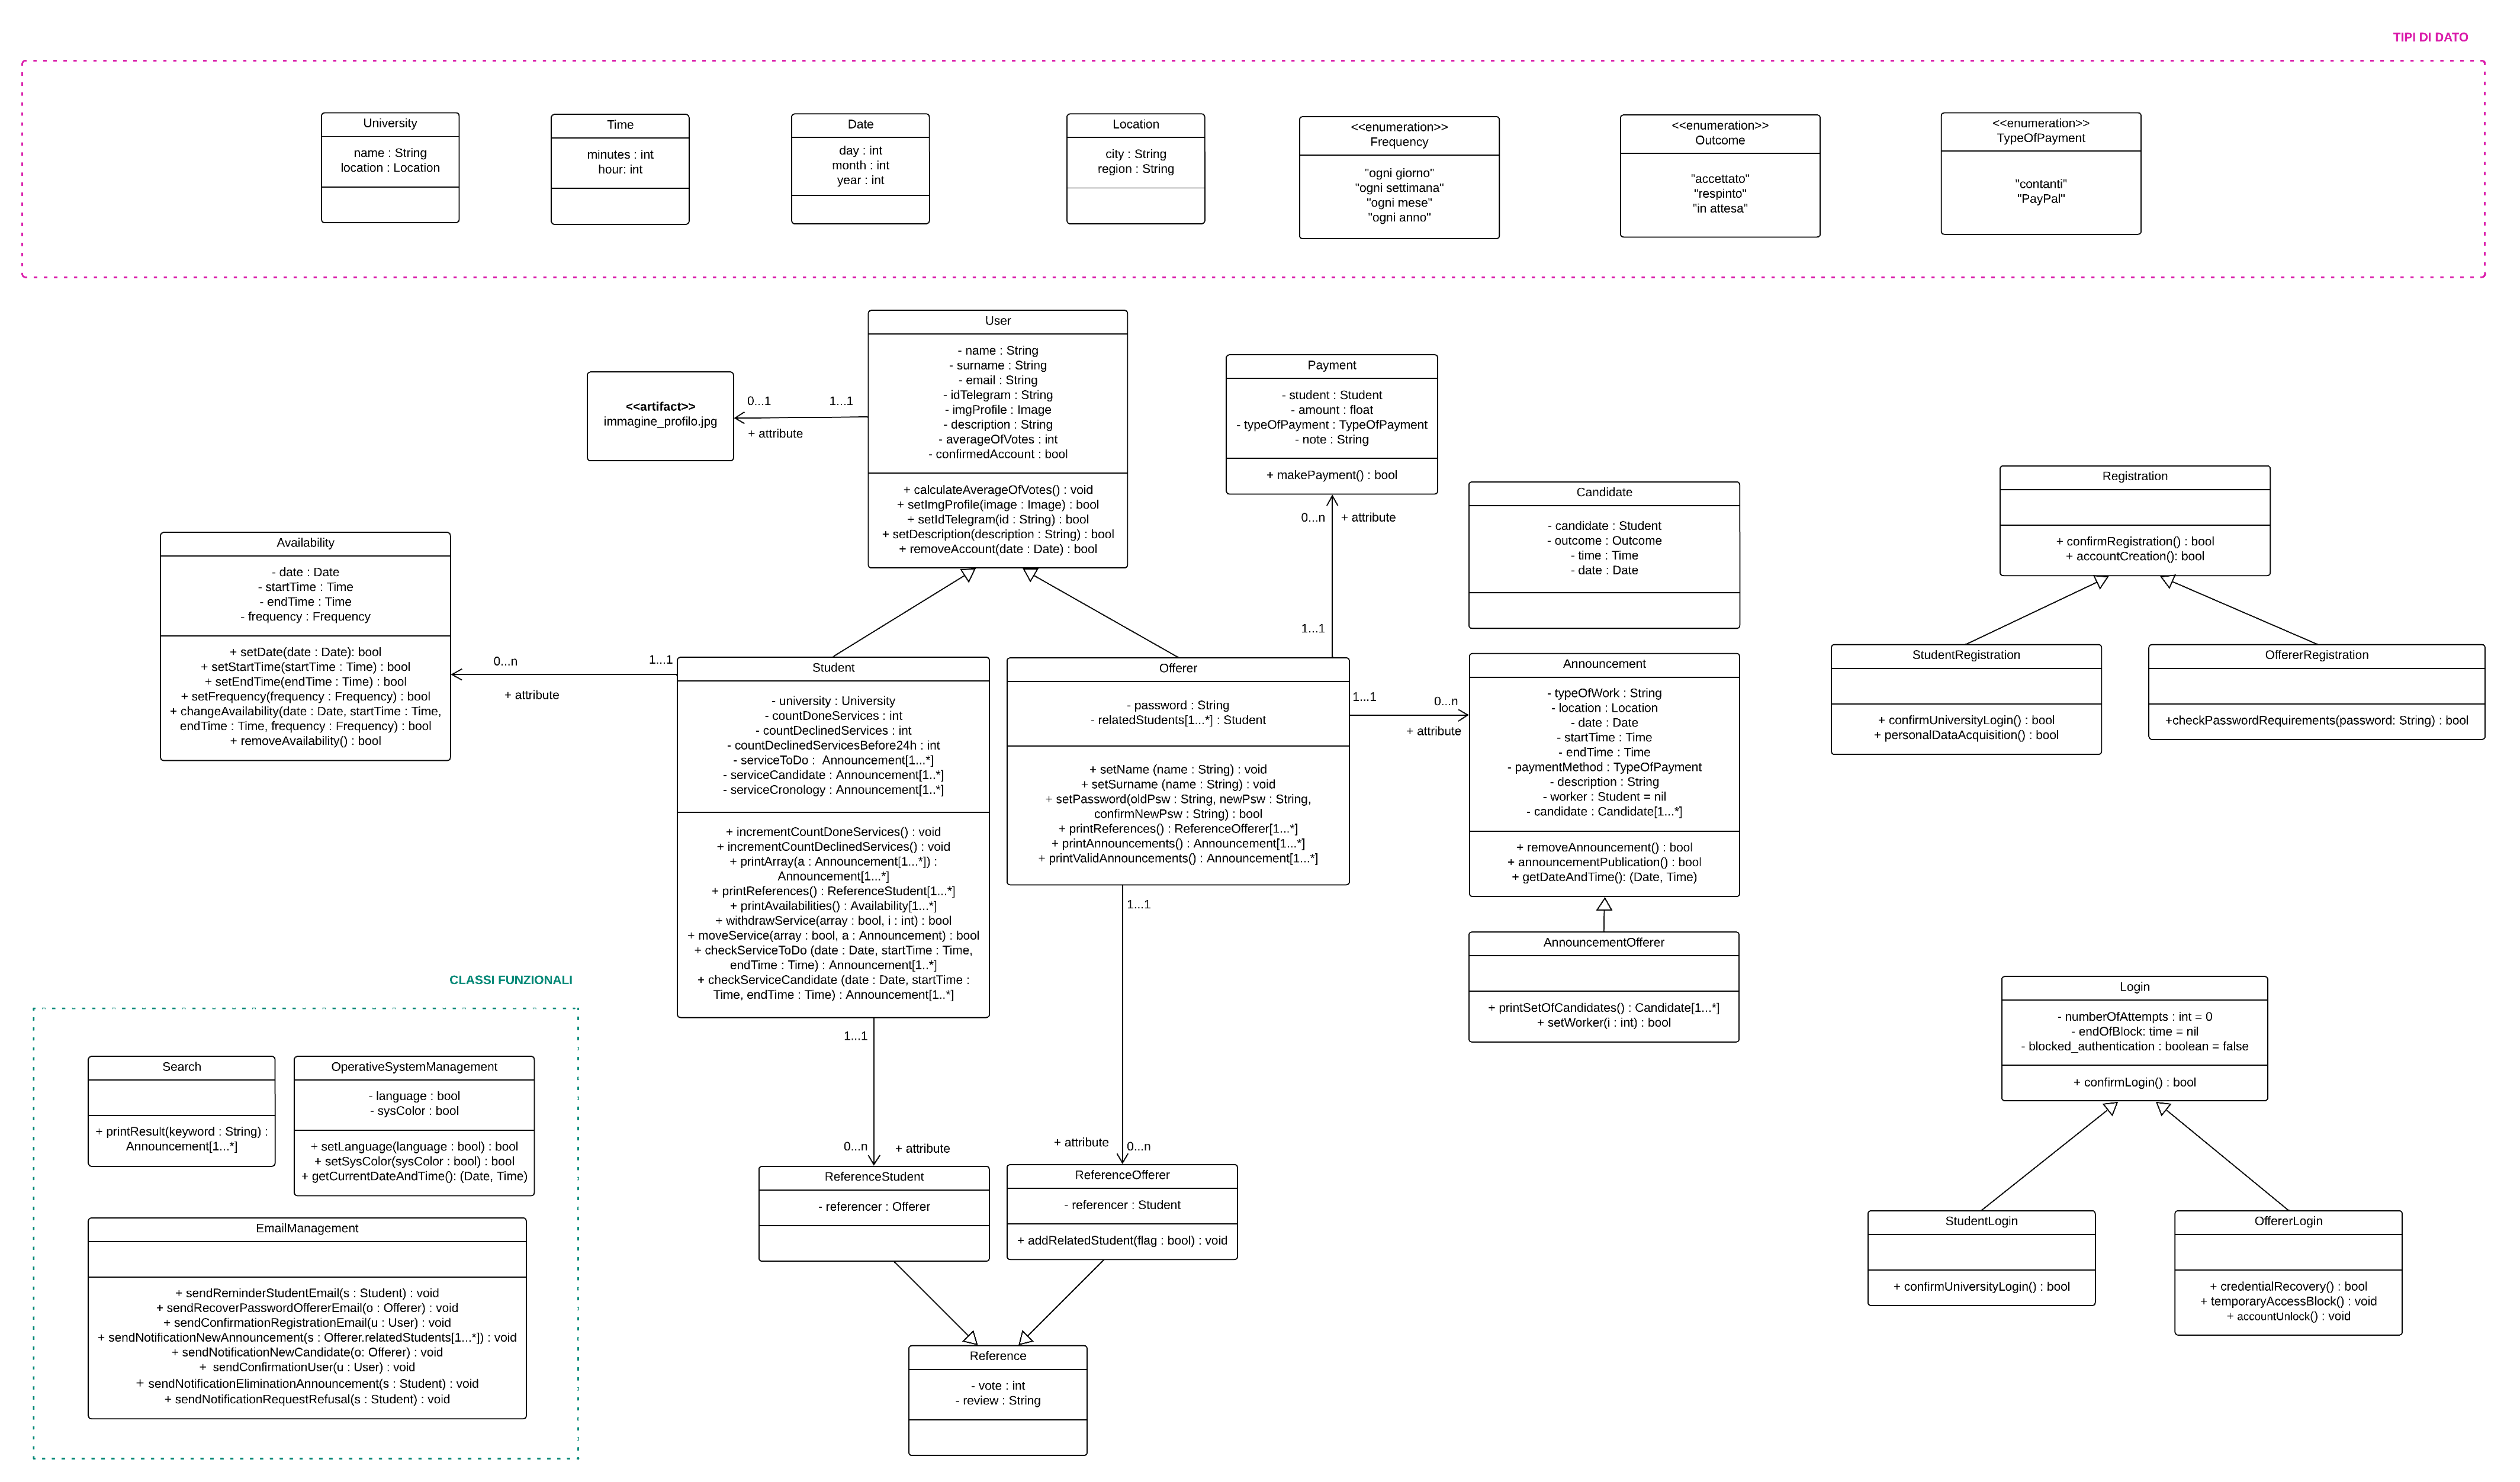 TIPI DI DATO
University
name : String
location : Location
Time
minutes : int
hour: int
Date
day : int
month : int
year : int
Location
city : String
region : String
<<enumeration>>
Frequency
"ogni giorno"
"ogni settimana"
"ogni mese"
"ogni anno"
<<enumeration>>
Outcome
"accettato"
"respinto"
"in attesa"
<<enumeration>>
TypeOfPayment
"contanti"
"PayPal"
User
- name : String
- surname : String
- email : String
- idTelegram : String
- imgProfile : Image
- description : String
- averageOfVotes : int
- confirmedAccount : bool
+ calculateAverageOfVotes() : void
+ setImgProfile(image : Image) : bool
+ setIdTelegram(id : String) : bool
+ setDescription(description : String) : bool
+ removeAccount(date : Date) : bool
<<artifact>>
immagine_profilo.jpg
0...1
1...1
+ attribute
Payment
- student : Student
- amount : float
- typeOfPayment : TypeOfPayment
- note : String
+ makePayment() : bool
0...n
+ attribute
1...1
Candidate
- candidate : Student
- outcome : Outcome
- time : Time
- date : Date
Registration
+ confirmRegistration() : bool
+ accountCreation(): bool
Availability
- date : Date
- startTime : Time
- endTime : Time
- frequency : Frequency
+ setDate(date : Date): bool
+ setStartTime(startTime : Time) : bool
+ setEndTime(endTime : Time) : bool
+ setFrequency(frequency : Frequency) : bool
+ changeAvailability(date : Date, startTime : Time,
endTime : Time, frequency : Frequency) : bool
+ removeAvailability() : bool
0...n
1...1
+ attribute
Student
- university : University
- countDoneServices : int
- countDeclinedServices : int
- countDeclinedServicesBefore24h : int
- serviceToDo :  Announcement[1...*]
- serviceCandidate : Announcement[1..*]
- serviceCronology : Announcement[1..*]
+ incrementCountDoneServices() : void
+ incrementCountDeclinedServices() : void
+ printArray(a : Announcement[1...*]) :
Announcement[1...*]
+ printReferences() : ReferenceStudent[1...*]
+ printAvailabilities() : Availability[1...*]
+ withdrawService(array : bool, i : int) : bool
+ moveService(array : bool, a : Announcement) : bool
+ checkServiceToDo (date : Date, startTime : Time,
endTime : Time) : Announcement[1..*]
+ checkServiceCandidate (date : Date, startTime :
Time, endTime : Time) : Announcement[1..*]
Offerer
- password : String
- relatedStudents[1...*] : Student
+ setName (name : String) : void
+ setSurname (name : String) : void
+ setPassword(oldPsw : String, newPsw : String,
confirmNewPsw : String) : bool
+ printReferences() : ReferenceOfferer[1...*]
+ printAnnouncements() : Announcement[1...*]
+ printValidAnnouncements() : Announcement[1...*]
1...1
0...n
+ attribute
Announcement
- typeOfWork : String
- location : Location
- date : Date
- startTime : Time
- endTime : Time
- paymentMethod : TypeOfPayment
- description : String
- worker : Student = nil
- candidate : Candidate[1...*]
+ removeAnnouncement() : bool
+ announcementPublication() : bool
+ getDateAndTime(): (Date, Time)
StudentRegistration
+ confirmUniversityLogin() : bool
+ personalDataAcquisition() : bool
OffererRegistration
+checkPasswordRequirements(password: String) : bool
AnnouncementOfferer
+ printSetOfCandidates() : Candidate[1...*]
+ setWorker(i : int) : bool
1...1
1...1
0...n
+ attribute
+ attribute
0...n
CLASSI FUNZIONALI
Search
+ printResult(keyword : String) :
Announcement[1...*]
OperativeSystemManagement
- language : bool
- sysColor : bool
+ setLanguage(language : bool) : bool
+ setSysColor(sysColor : bool) : bool
+ getCurrentDateAndTime(): (Date, Time)
EmailManagement
+ sendReminderStudentEmail(s : Student) : void
+ sendRecoverPasswordOffererEmail(o : Offerer) : void
+ sendConfirmationRegistrationEmail(u : User) : void
+ sendNotificationNewAnnouncement(s : Offerer.relatedStudents[1...*]) : void
+ sendNotificationNewCandidate(o: Offerer) : void
+  sendConfirmationUser(u : User) : void
+ sendNotificationEliminationAnnouncement(s : Student) : void
+ sendNotificationRequestRefusal(s : Student) : void
ReferenceStudent
- referencer : Offerer
ReferenceOfferer
- referencer : Student
+ addRelatedStudent(flag : bool) : void
Reference
- vote : int
- review : String
Login
- numberOfAttempts : int = 0
- endOfBlock: time = nil
- blocked_authentication : boolean = false
+ confirmLogin() : bool
StudentLogin
+ confirmUniversityLogin() : bool
OffererLogin
+ credentialRecovery() : bool
+ temporaryAccessBlock() : void
+ accountUnlock() : void